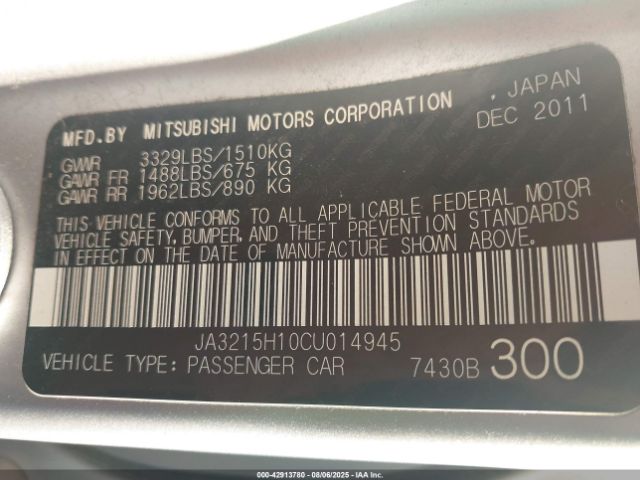 MFD.BY MITSUBISHI MOTORS CORPORATION , JAPAN
DEC 2011
GVWR 3329LBS/1510KG
GAWR FR 1488LBS/675 KG
GAWR RR 1962LBS/890 KG
THIS VEHICLE CONFORMS TO ALL APPLICABLE FEDERAL MOTOR
VEHICLE SAFETY, BUMPER, AND THEFT PREVENTION STANDARDS
IN EFFECT ON THE DATE OF MANUFACTURE SHOWN ABOVE.
JA3215H10CU014945
VEHICLE TYPE: PASSENGER CAR 7430B 300
000-42913780 - 08/06/2025 - IAA, Inc.